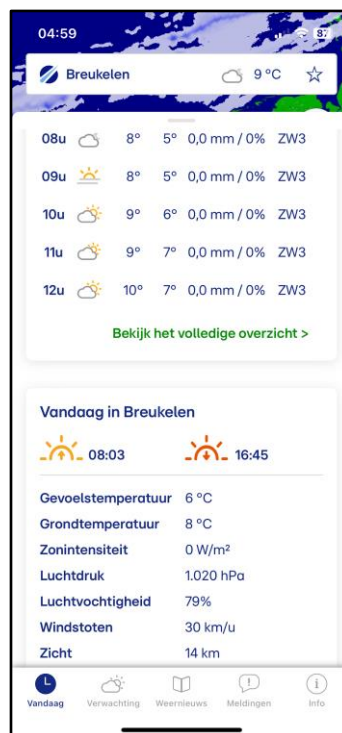 04:59
87
Breukelen 9 °C
08u 8° 5° 0,0 mm / 0% ZW3
09u 8° 5° 0,0 mm / 0% ZW3
10u 9° 6° 0,0 mm / 0% ZW3
11u 9° 7° 0,0 mm / 0% ZW3
12u 10° 7° 0,0 mm / 0% ZW3
Bekijk het volledige overzicht >
Vandaag in Breukelen
08:03 16:45
Gevoelstemperatuur 6 °C
Grondtemperatuur 8 °C
Zonintensiteit 0 W/m²
Luchtdruk 1.020 hPa
Luchtvochtigheid 79%
Windstoten 30 km/u
Zicht 14 km
Vandaag Verwachting Weernieuws Meldingen Info